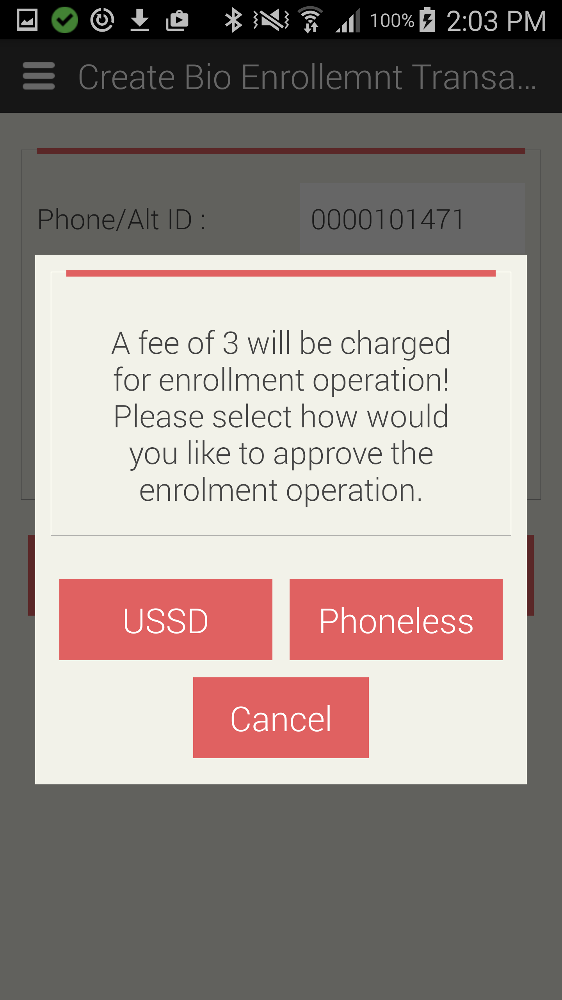 100% 2:03 PM
Create Bio Enrollemnt Transa...
Phone/Alt ID :
0000101471
A fee of 3 will be charged
for enrollment operation!
Please select how would
you like to approve the
enrolment operation.
USSD
Phoneless
Cancel